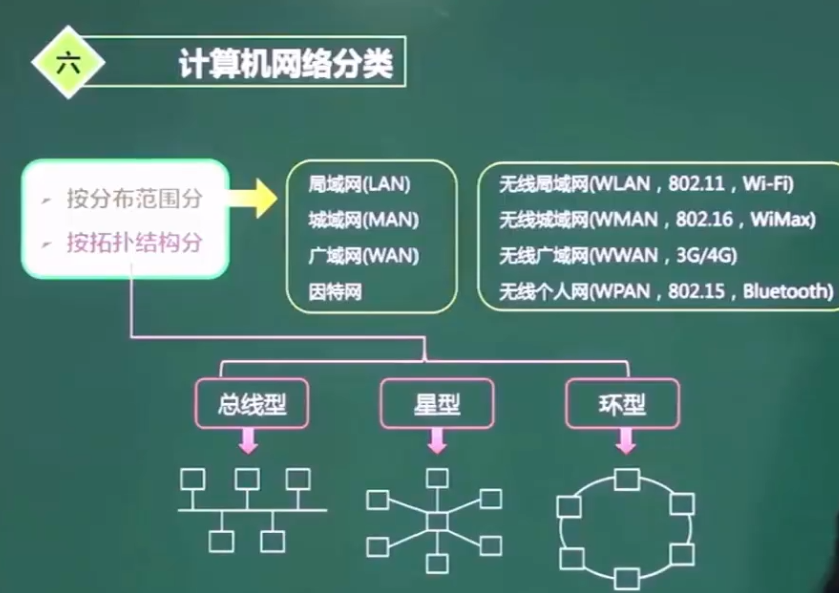 六
计算机网络分类
按分布范围分
按拓扑结构分
局域网(LAN)
城域网(MAN)
广域网(WAN)
因特网
无线局域网(WLAN，802.11，Wi-Fi)
无线城域网(WMAN，802.16，WiMax)
无线广域网(WWAN，3G/4G)
无线个人网(WPAN，802.15，Bluetooth)
总线型
星型
环型